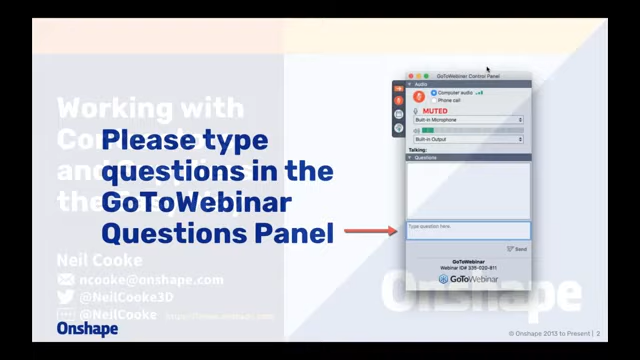 Working with
Please type
questions in the
GoToWebinar
Questions Panel
Neil Cooke
ncooke@onshape.com
@NeilCooke3D
@NeilCooke
Onshape
GoToWebinar Control Panel
Audio
Computer audio
Phone call
MUTED
Built-in Microphone
Built-in Output
Talking:
Questions
Type question here.
Send
GoToWebinar
GoToWebinar
Onshape
© Onshape 2013 to Present | 2